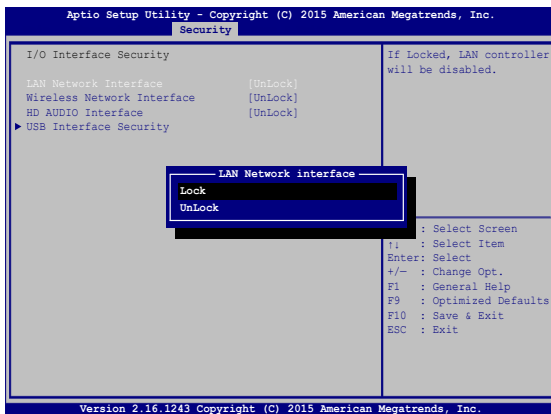 Aptio Setup Utility – Copyright (C) 2015 American Megatrends, Inc.
Security
I/O Interface Security
LAN Network Interface [UnLock]
Wireless Network Interface [UnLock]
HD AUDIO Interface [UnLock]
USB Interface Security
If Locked, LAN controller
will be disabled.
LAN Network interface
Lock
UnLock
: Select Screen
↑↓ : Select Item
Enter: Select
+/— : Change Opt.
F1 : General Help
F9 : Optimized Defaults
F10 : Save & Exit
ESC : Exit
Version 2.16.1243 Copyright (C) 2015 American Megatrends, Inc.